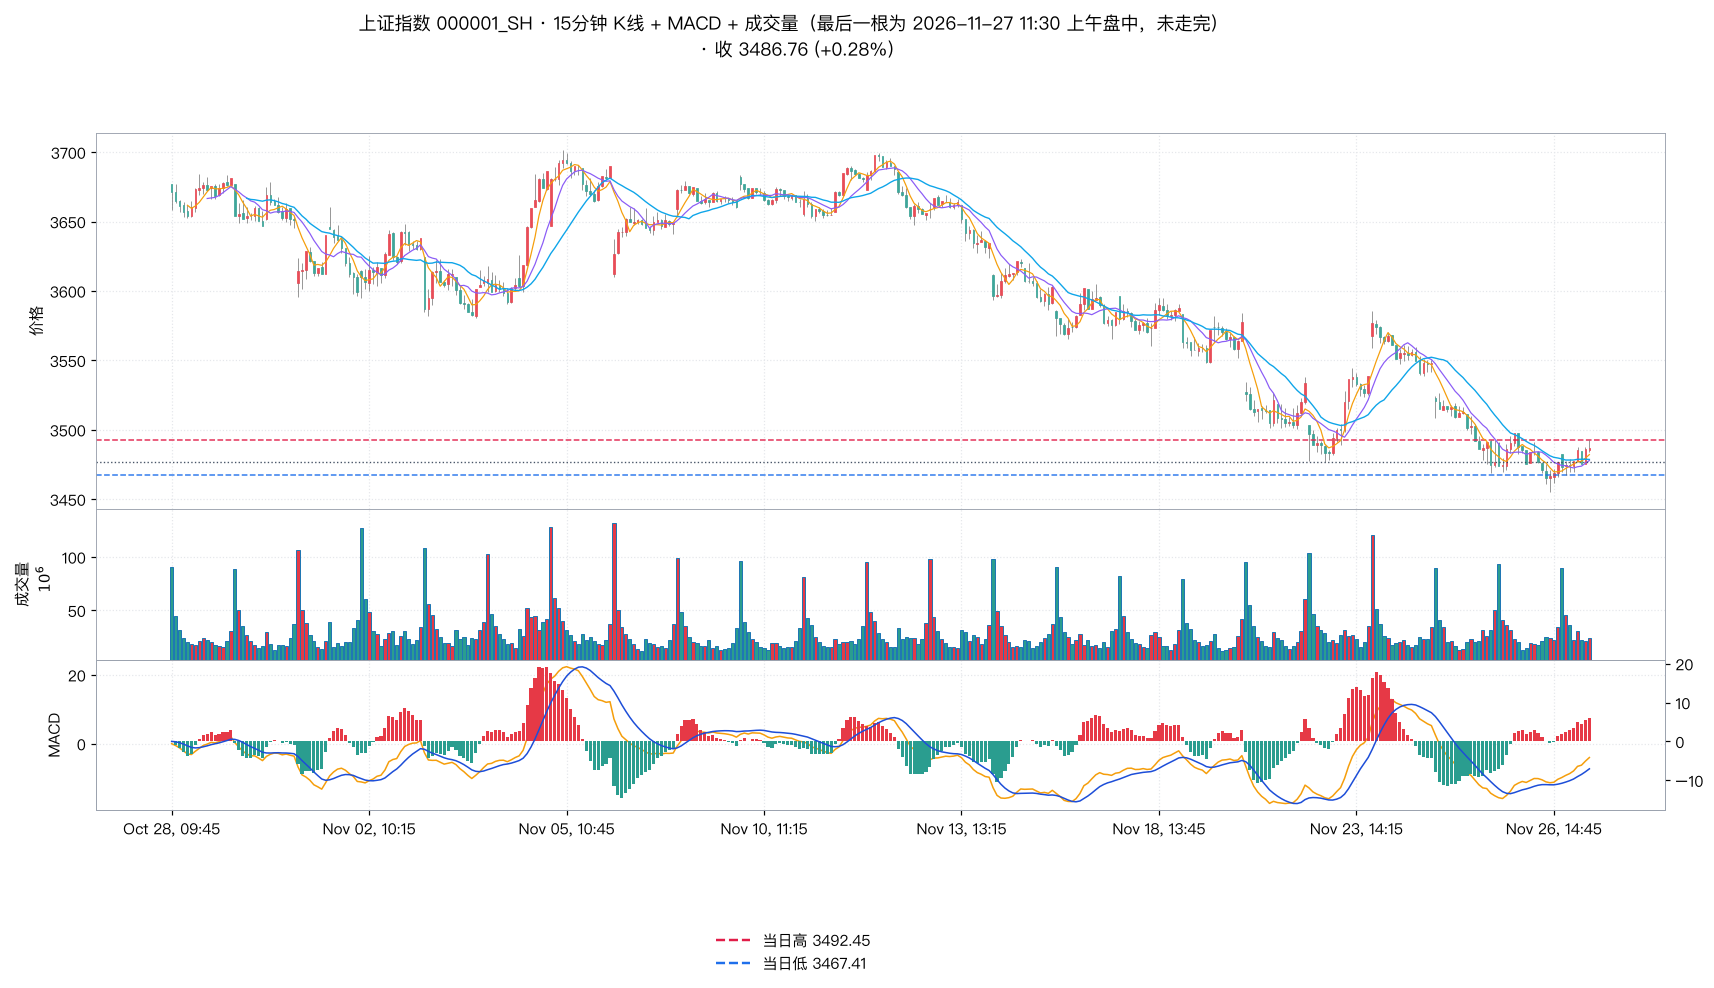 上证指数 000001_SH · 15分钟 K线 + MACD + 成交量（最后一根为 2026−11−27 11:30 上午盘中，未走完）
· 收 3486.76 (+0.28%)
价格
3700
3650
3600
3550
3500
3450
成交量
10⁶
100
50
MACD
20
0
20
10
0
−10
Oct 28, 09:45
Nov 02, 10:15
Nov 05, 10:45
Nov 10, 11:15
Nov 13, 13:15
Nov 18, 13:45
Nov 23, 14:15
Nov 26, 14:45
当日高 3492.45
当日低 3467.41